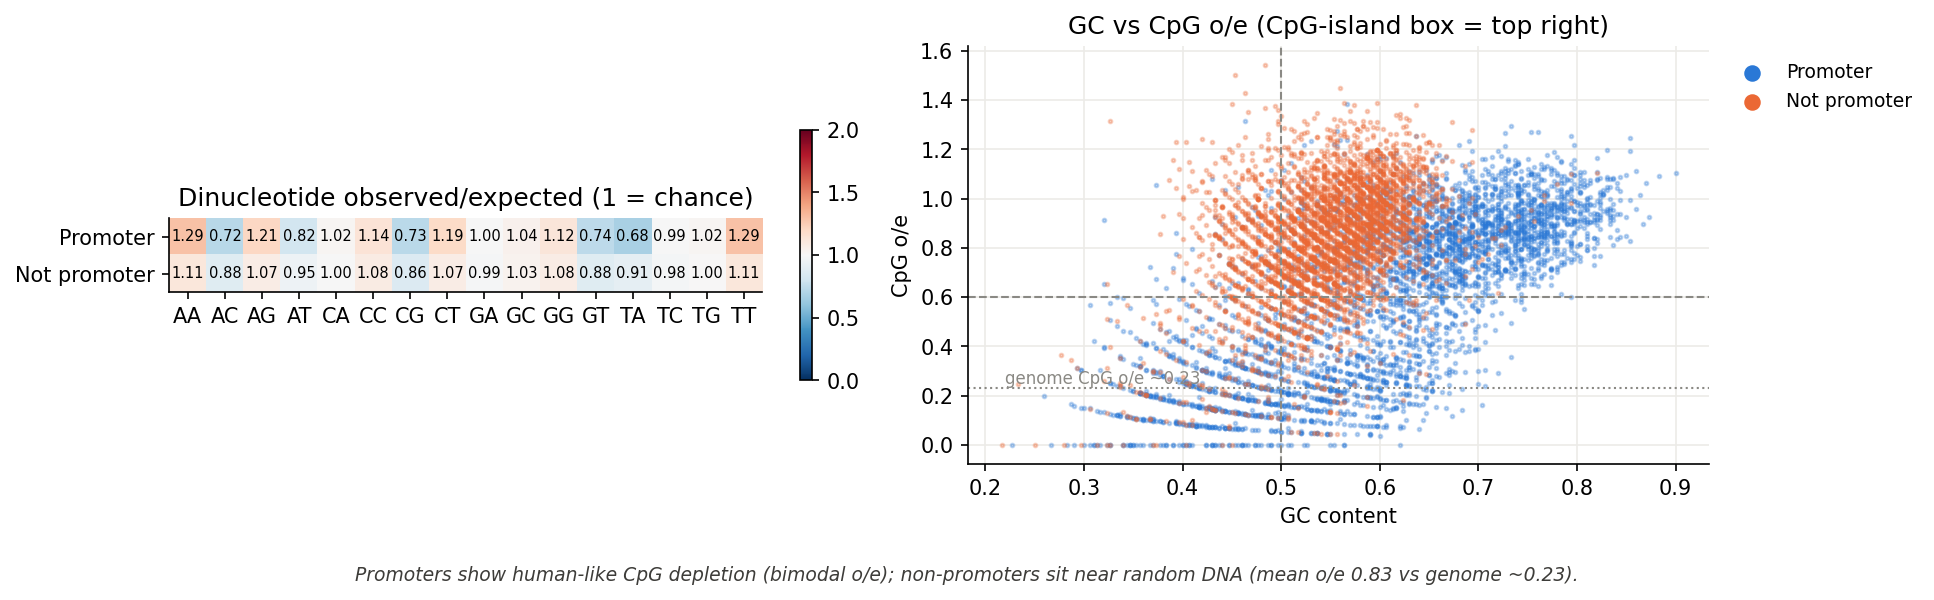 Dinucleotide observed/expected (1 = chance)
Promoter 1.29 0.72 1.21 0.82 1.02 1.14 0.73 1.19 1.00 1.04 1.12 0.74 0.68 0.99 1.02 1.29
Not promoter 1.11 0.88 1.07 0.95 1.00 1.08 0.86 1.07 0.99 1.03 1.08 0.88 0.91 0.98 1.00 1.11
AA AC AG AT CA CC CG CT GA GC GG GT TA TC TG TT
2.0
1.5
1.0
0.5
0.0
GC vs CpG o/e (CpG-island box = top right)
CpG o/e
1.6
1.4
1.2
1.0
0.8
0.6
0.4
0.2
0.0
genome CpG o/e ~0.23
0.2 0.3 0.4 0.5 0.6 0.7 0.8 0.9
GC content
Promoter
Not promoter
Promoters show human-like CpG depletion (bimodal o/e); non-promoters sit near random DNA (mean o/e 0.83 vs genome ~0.23).